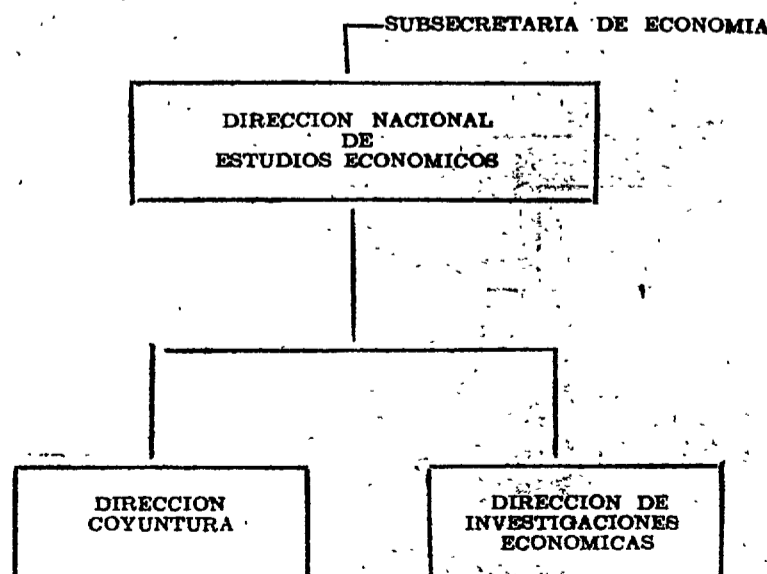 SUBSECRETARIA DE ECONOMIA
DIRECCION NACIONAL
DE
ESTUDIOS ECONOMICOS
DIRECCION
COYUNTURA
DIRECCION DE
INVESTIGACIONES
ECONOMICAS